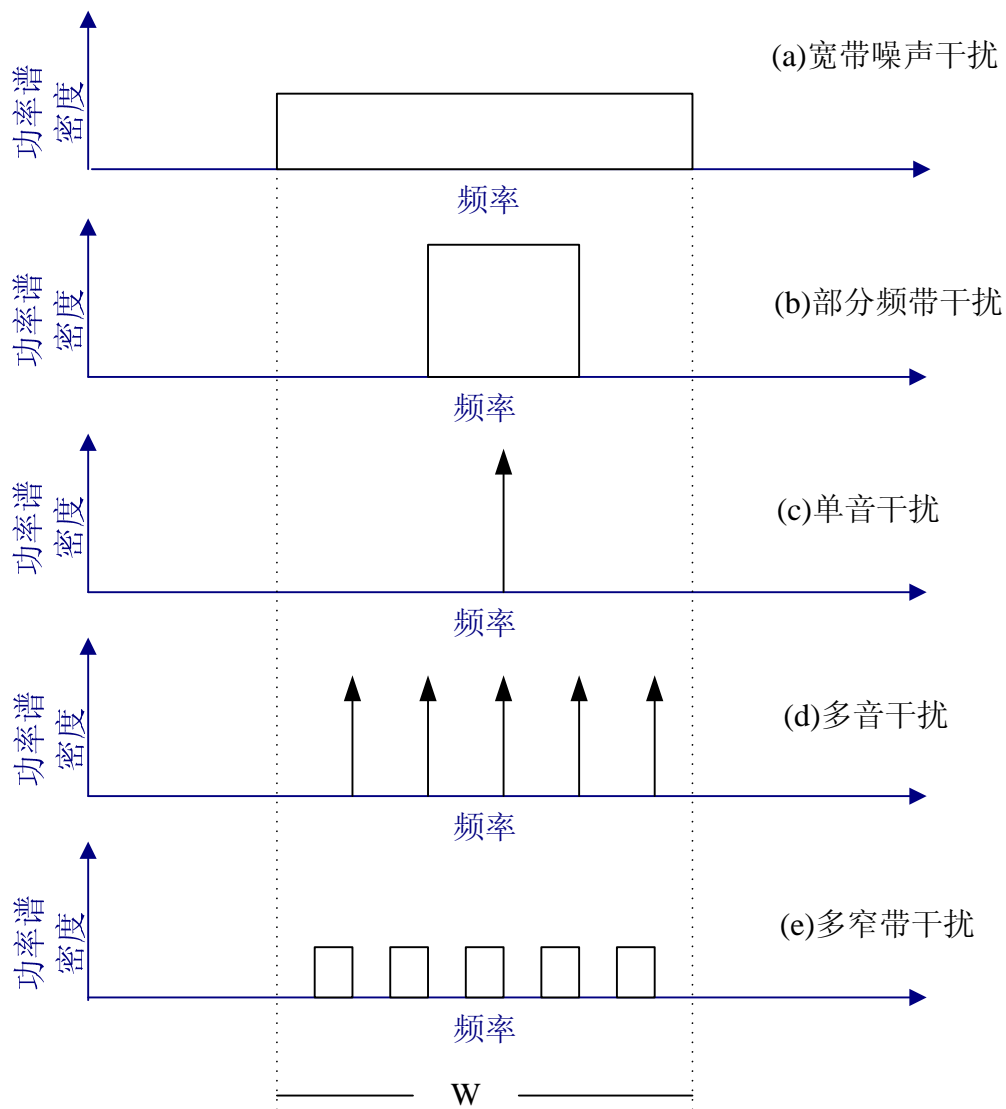 功率谱
密度
(a)宽带噪声干扰
频率
功率谱
密度
(b)部分频带干扰
频率
功率谱
密度
(c)单音干扰
频率
功率谱
密度
(d)多音干扰
频率
功率谱
密度
(e)多窄带干扰
频率
W